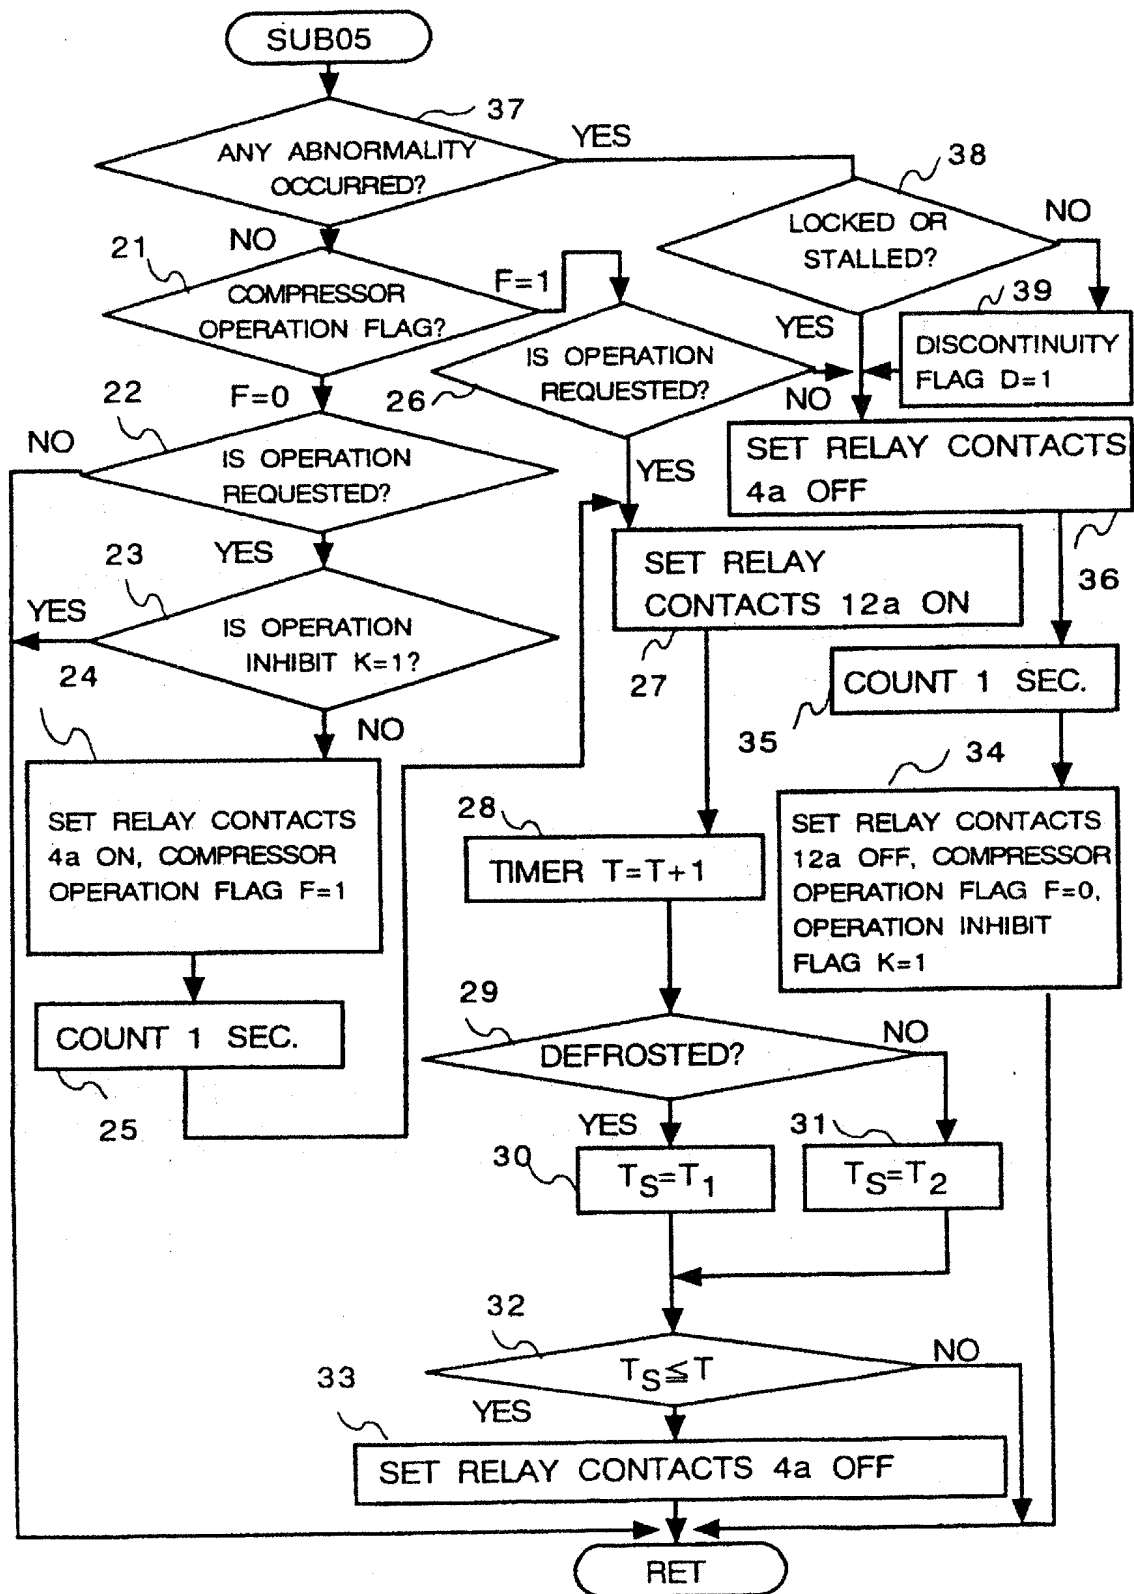 SUB05
37
ANY ABNORMALITY
OCCURRED?
YES
38
LOCKED OR
STALLED?
NO
NO
21
COMPRESSOR
OPERATION FLAG?
F=1
39
DISCONTINUITY
FLAG D=1
YES
IS OPERATION
REQUESTED?
26
NO
F=0
22
NO
IS OPERATION
REQUESTED?
YES
SET RELAY CONTACTS
4a OFF
36
YES
23
SET RELAY
CONTACTS 12a ON
27
YES
IS OPERATION
INHIBIT K=1?
24
NO
COUNT 1 SEC.
35
34
SET RELAY CONTACTS
4a ON, COMPRESSOR
OPERATION FLAG F=1
28
TIMER T=T+1
SET RELAY CONTACTS
12a OFF, COMPRESSOR
OPERATION FLAG F=0,
OPERATION INHIBIT
FLAG K=1
COUNT 1 SEC.
25
29
DEFROSTED?
NO
YES
30
TS=T1
31
TS=T2
32
TS≦T
NO
33
YES
SET RELAY CONTACTS 4a OFF
RET